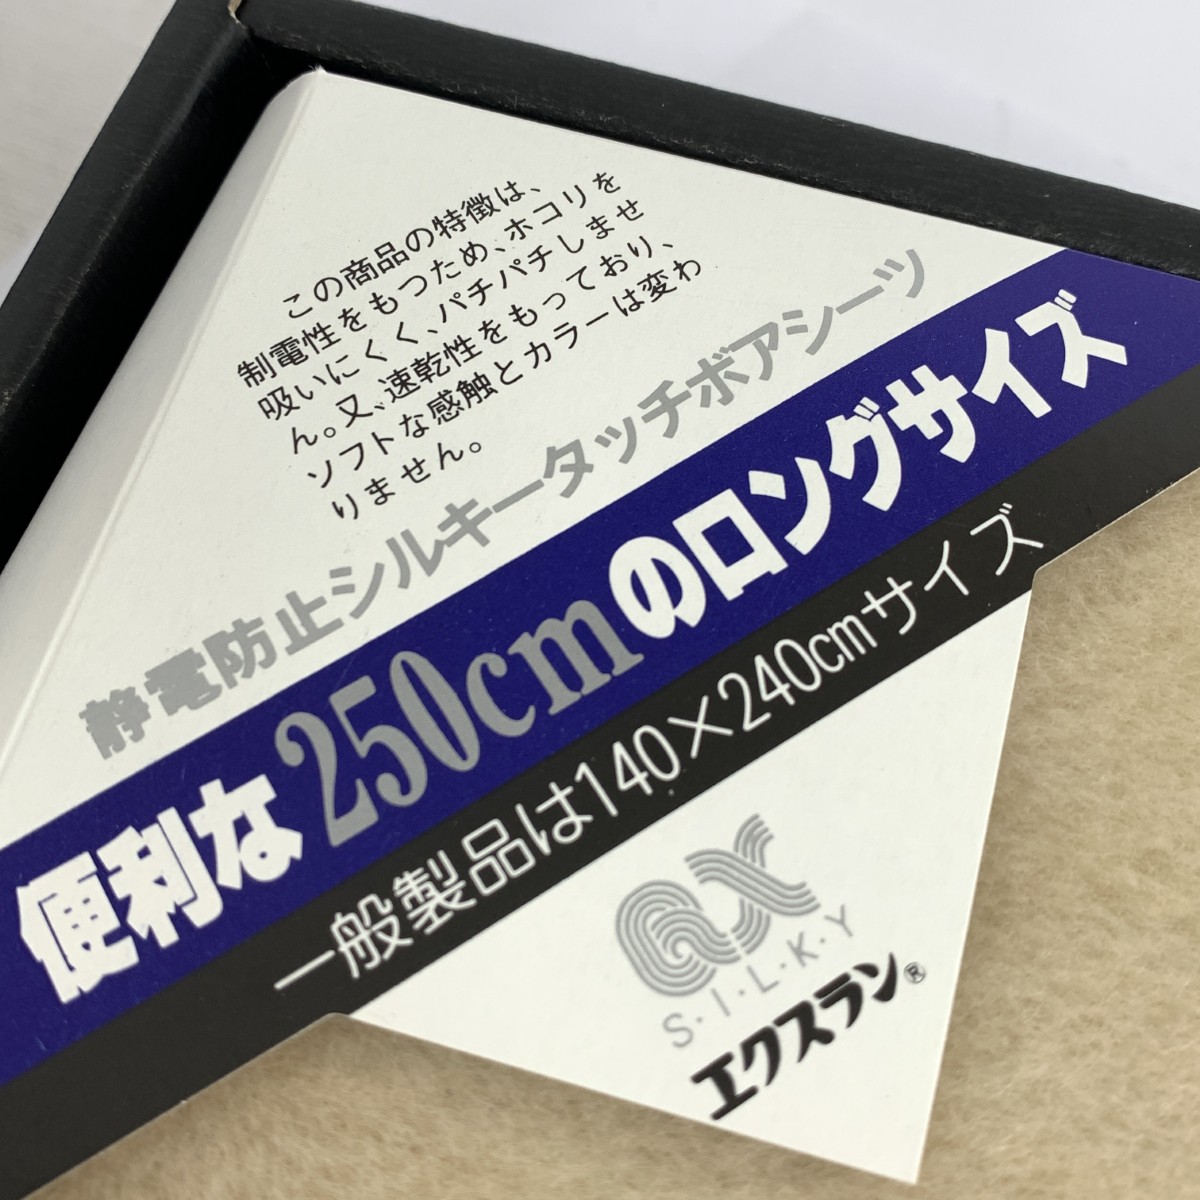 この商品の特徴は、
制電性をもつため、ホコリを
吸いにくく、パチパチしませ
ん。又、速乾性をもっており、
ソフトな感触とカラーは変わ
りません。
静電防止シルキータッチボアシーツ
便利な250cmのロングサイズ
一般製品は140×240cmサイズ
S・I・L・K・Y
エクスラン®